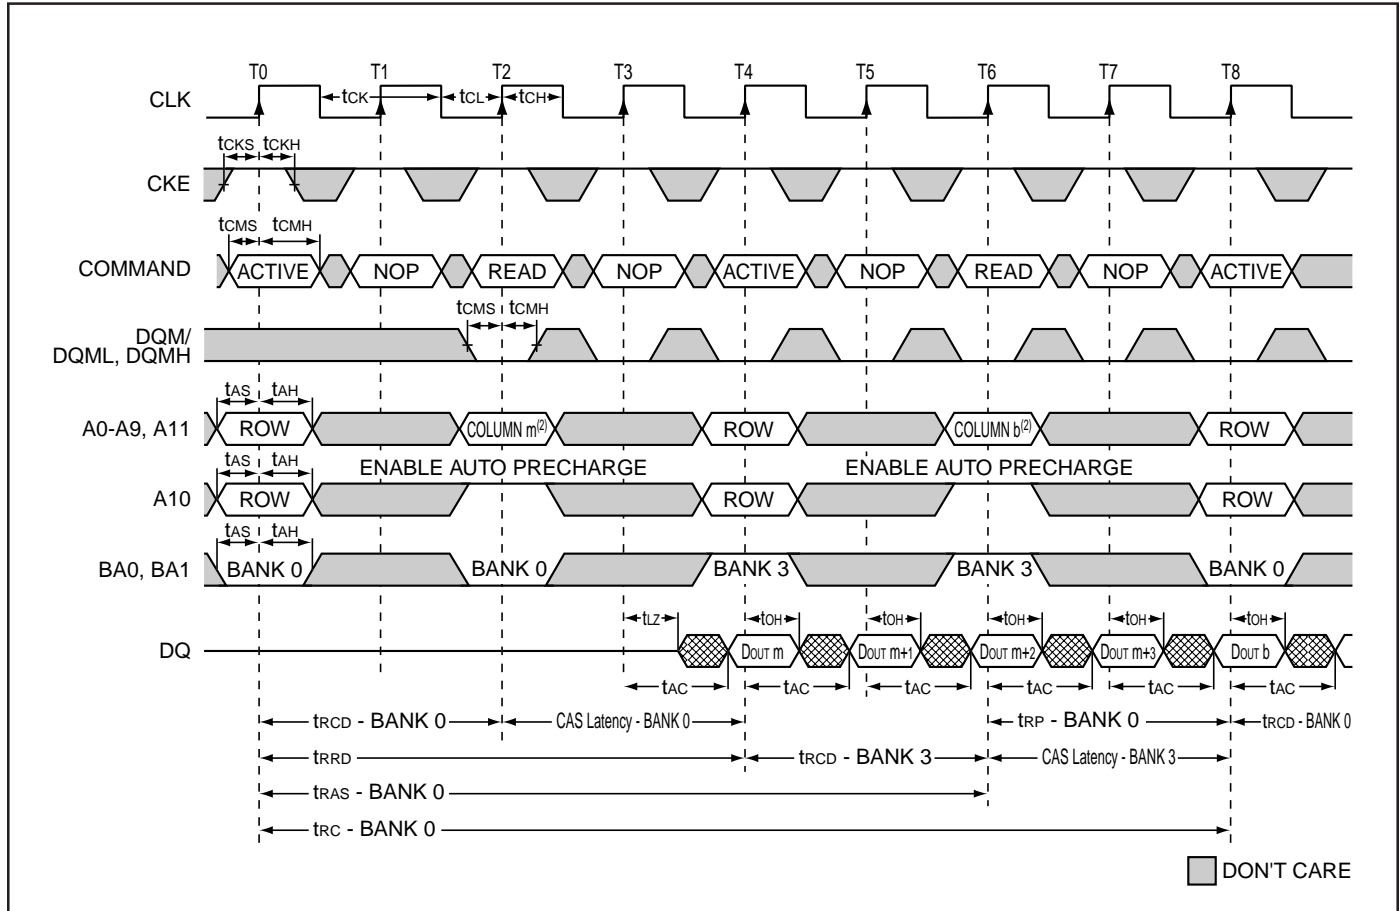 T0 T1 T2 T3 T4 T5 T6 T7 T8
CLK tCK tCL tCH
tCKS tCKH
CKE
tCMS tCMH
COMMAND ACTIVE NOP READ NOP ACTIVE NOP READ NOP ACTIVE
tCMS tCMH
DQM/
DQML, DQMH
tAS tAH
A0-A9, A11 ROW COLUMN m(2) ROW COLUMN b(2) ROW
tAS tAH ENABLE AUTO PRECHARGE ENABLE AUTO PRECHARGE
A10 ROW ROW ROW
tAS tAH
BA0, BA1 BANK 0 BANK 0 BANK 3 BANK 3 BANK 0
tLZ tOH tOH tOH tOH tOH
DQ DOUT m DOUT m+1 DOUT m+2 DOUT m+3 DOUT b
tAC tAC tAC tAC tAC tAC
tRCD - BANK 0 CAS Latency - BANK 0 tRP - BANK 0 tRCD - BANK 0
tRRD tRCD - BANK 3 CAS Latency - BANK 3
tRAS - BANK 0
tRC - BANK 0
DON'T CARE